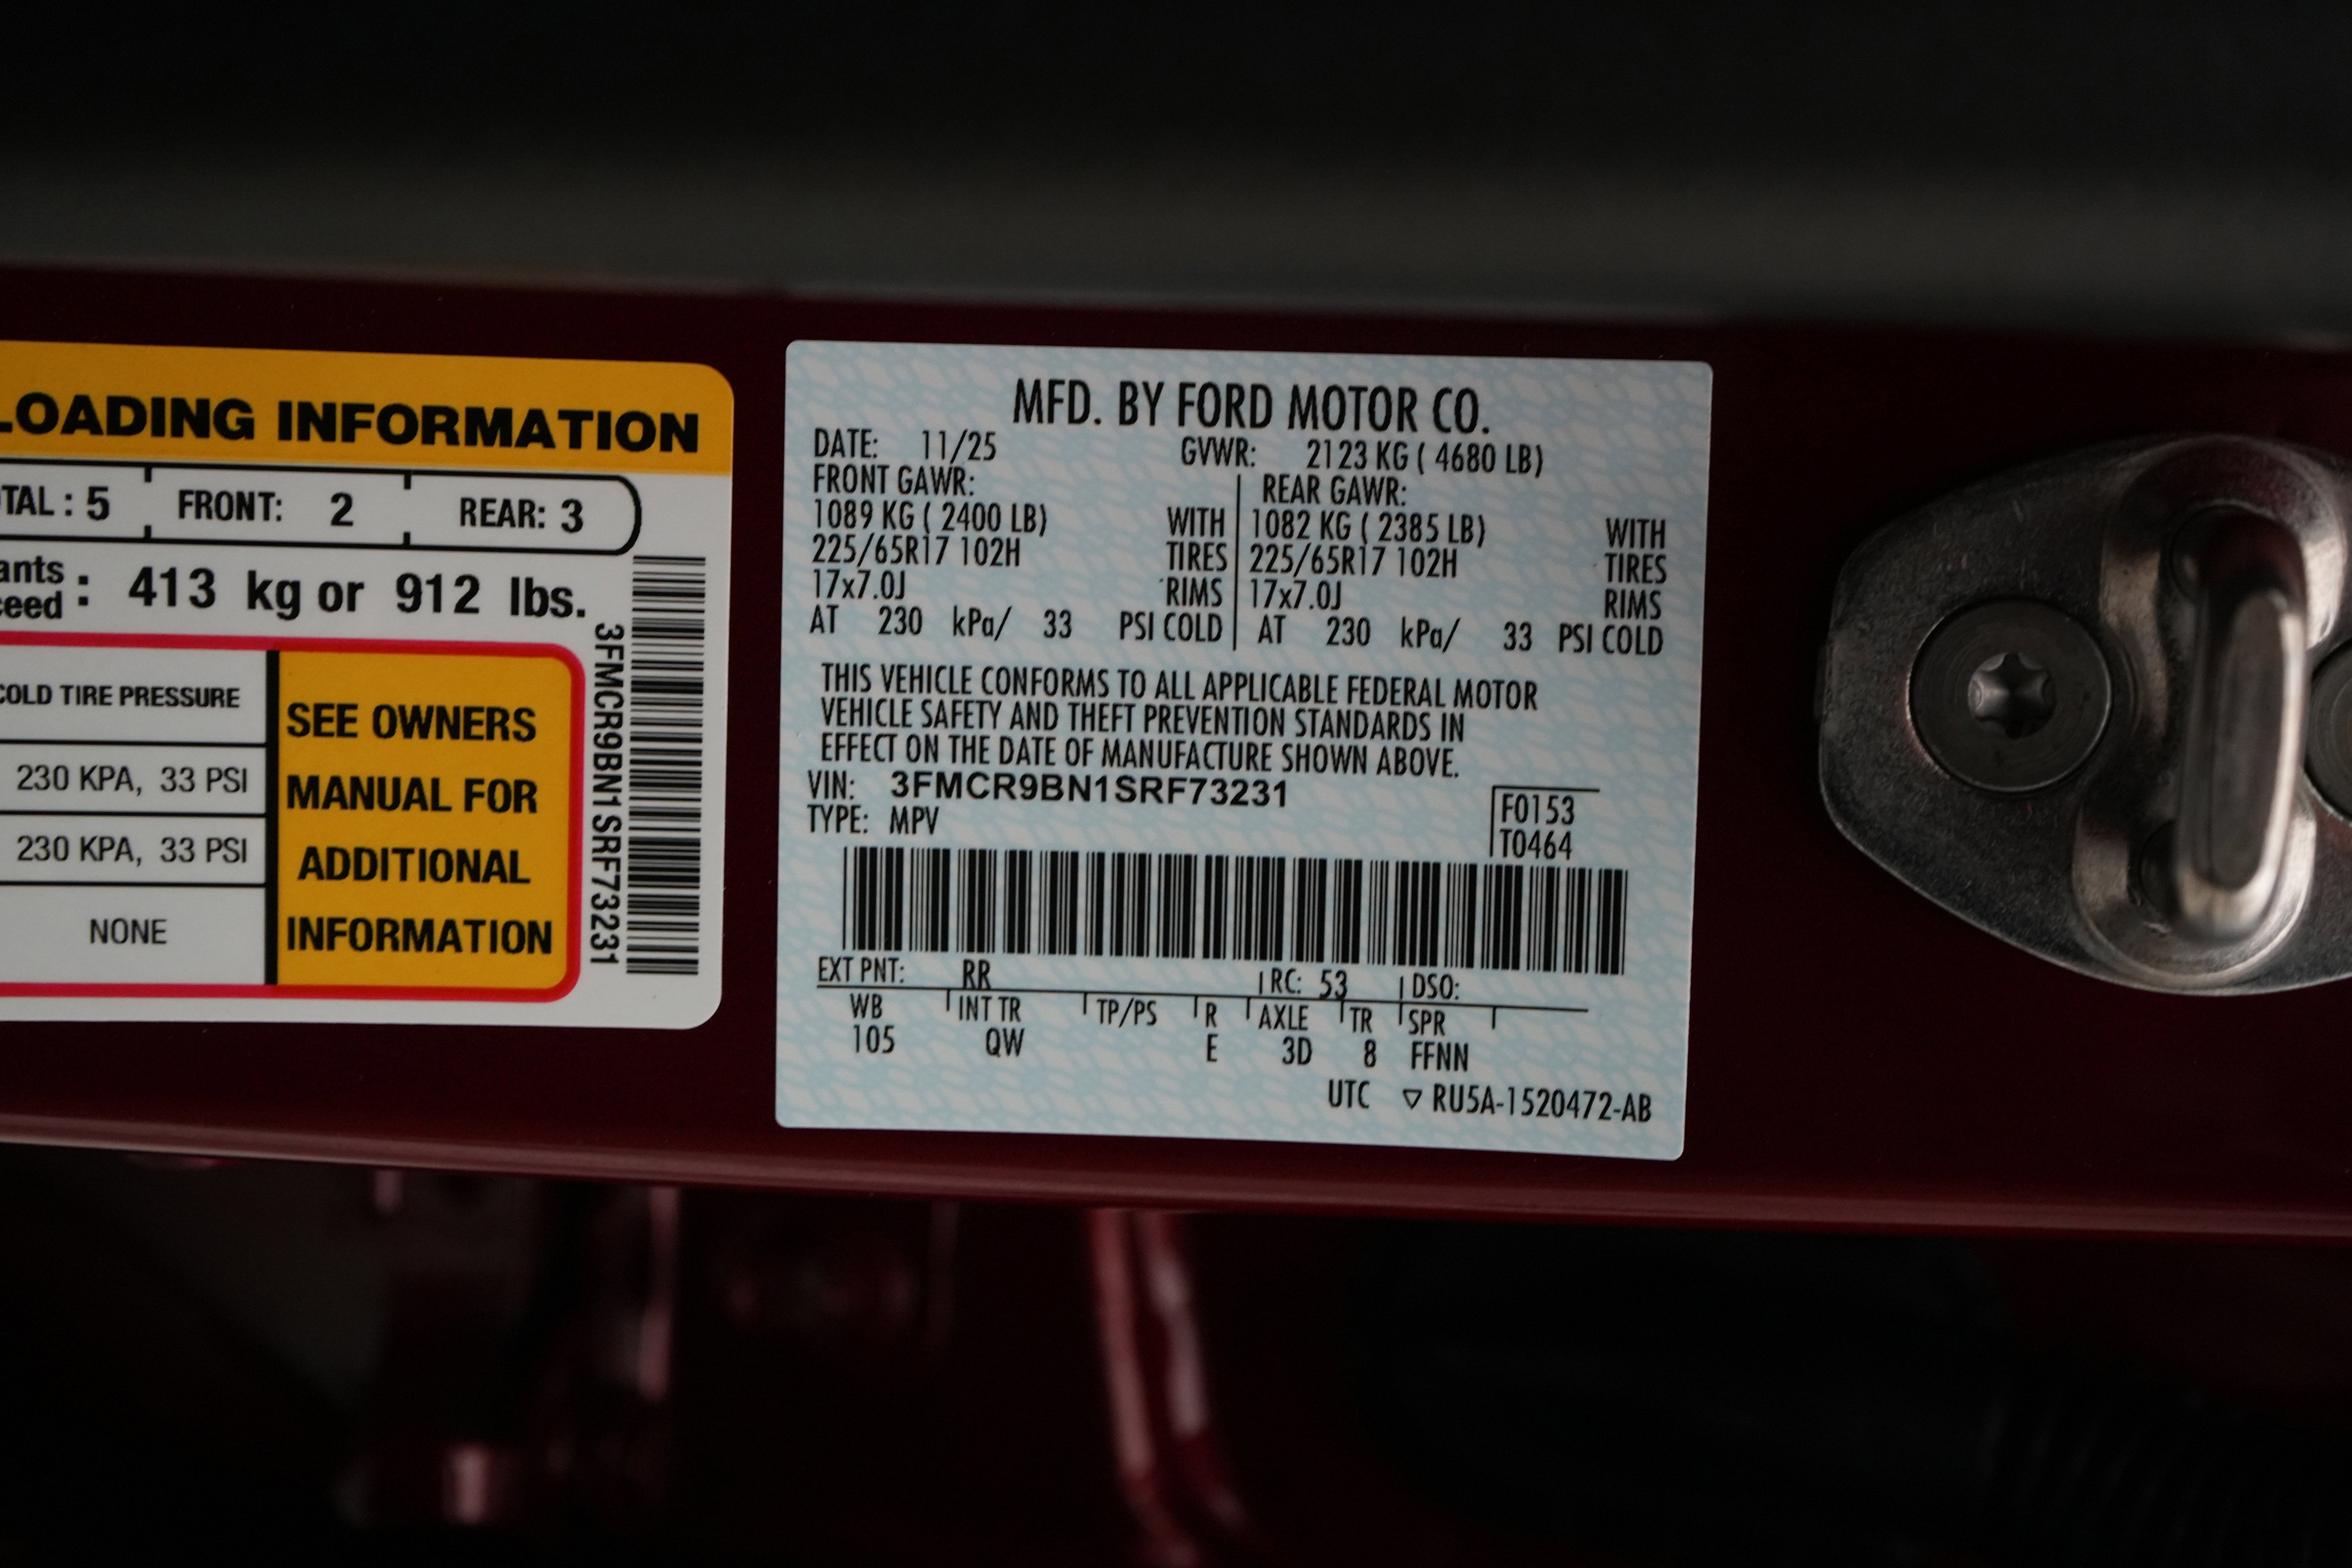 LOADING INFORMATION
TAL : 5 FRONT: 2 REAR: 3
ants
ceed : 413 kg or 912 lbs.
COLD TIRE PRESSURE
230 KPA, 33 PSI
230 KPA, 33 PSI
NONE
SEE OWNERS
MANUAL FOR
ADDITIONAL
INFORMATION
3FMCR9BN1SRF73231
MFD. BY FORD MOTOR CO.
DATE: 11/25 GVWR: 2123 KG ( 4680 LB)
FRONT GAWR: REAR GAWR:
1089 KG ( 2400 LB) WITH 1082 KG ( 2385 LB) WITH
225/65R17 102H TIRES 225/65R17 102H TIRES
17x7.0J RIMS 17x7.0J RIMS
AT 230 kPa/ 33 PSI COLD AT 230 kPa/ 33 PSI COLD
THIS VEHICLE CONFORMS TO ALL APPLICABLE FEDERAL MOTOR
VEHICLE SAFETY AND THEFT PREVENTION STANDARDS IN
EFFECT ON THE DATE OF MANUFACTURE SHOWN ABOVE.
VIN: 3FMCR9BN1SRF73231
TYPE: MPV
F0153
T0464
EXT PNT: RR RC: 53 DSO:
WB INT TR TP/PS R AXLE TR SPR
105 QW E 3D 8 FFNN
UTC ▽ RU5A-1520472-AB